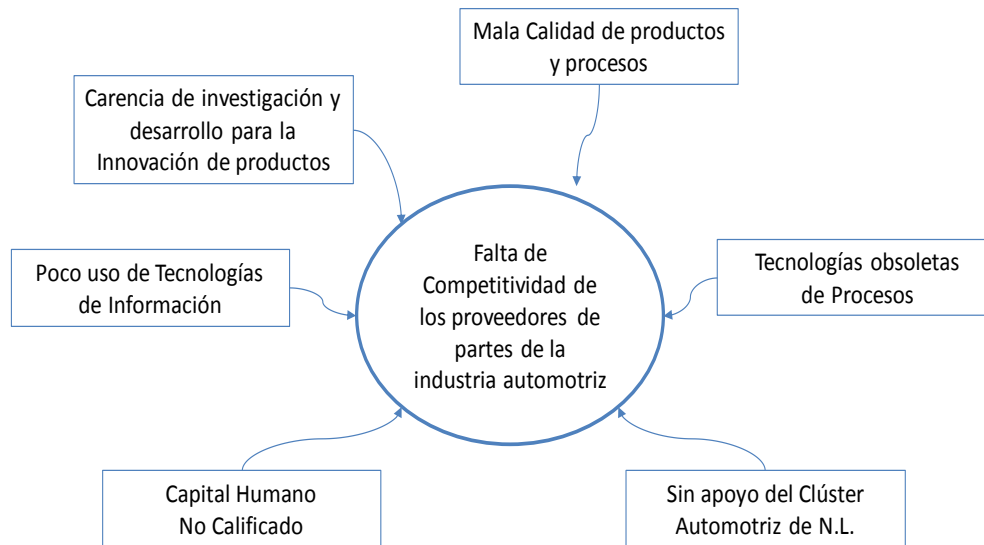 Mala Calidad de productos
y procesos
Carencia de investigación y
desarrollo para la
Innovación de productos
Poco uso de Tecnologías
de Información
Falta de
Competitividad de
los proveedores de
partes de la
industria automotriz
Tecnologías obsoletas
de Procesos
Capital Humano
No Calificado
Sin apoyo del Clúster
Automotriz de N.L.